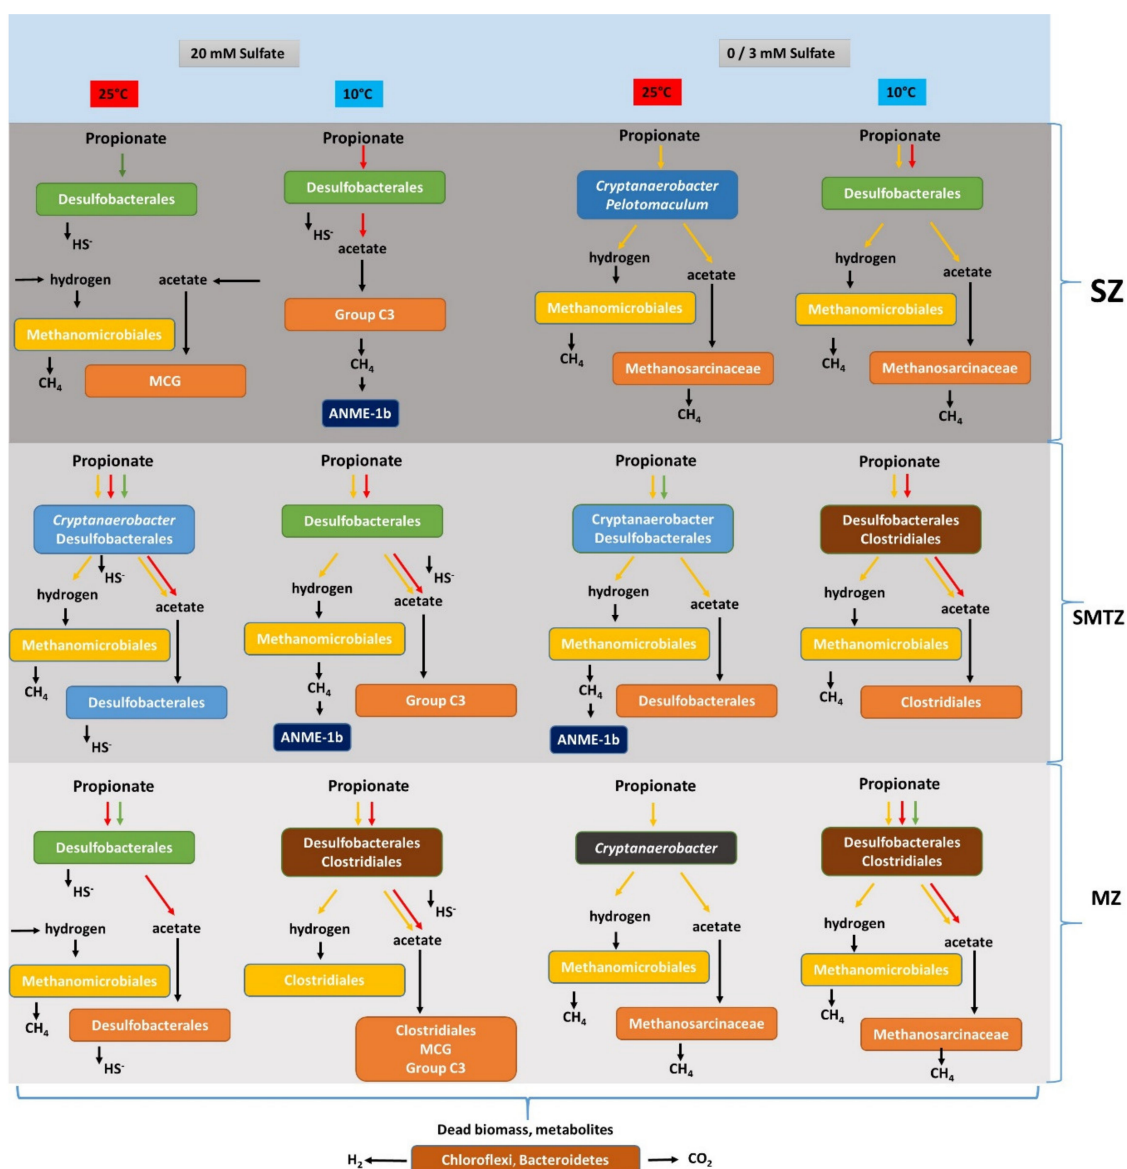 20 mM Sulfate
0 / 3 mM Sulfate
25°C
10°C
25°C
10°C
Propionate
Desulfobacterales
HS-
hydrogen
acetate
Methanomicrobiales
CH4
MCG
Propionate
Desulfobacterales
HS-
acetate
Group C3
CH4
ANME-1b
Propionate
Cryptanaerobacter
Pelotomaculum
hydrogen
acetate
Methanomicrobiales
CH4
Methanosarcinaceae
CH4
Propionate
Desulfobacterales
hydrogen
acetate
Methanomicrobiales
CH4
Methanosarcinaceae
CH4
SZ
Propionate
Cryptanaerobacter
Desulfobacterales
HS-
hydrogen
acetate
Methanomicrobiales
CH4
Desulfobacterales
HS-
Propionate
Desulfobacterales
HS-
hydrogen
acetate
Methanomicrobiales
CH4
Group C3
ANME-1b
Propionate
Cryptanaerobacter
Desulfobacterales
hydrogen
acetate
Methanomicrobiales
CH4
Desulfobacterales
ANME-1b
Propionate
Desulfobacterales
Clostridiales
hydrogen
acetate
Methanomicrobiales
CH4
Clostridiales
SMTZ
Propionate
Desulfobacterales
HS-
hydrogen
acetate
Methanomicrobiales
CH4
Desulfobacterales
HS-
Propionate
Desulfobacterales
Clostridiales
HS-
hydrogen
acetate
Clostridiales
Clostridiales
MCG
Group C3
Propionate
Cryptanaerobacter
hydrogen
acetate
Methanomicrobiales
CH4
Methanosarcinaceae
CH4
Propionate
Desulfobacterales
Clostridiales
hydrogen
acetate
Methanomicrobiales
CH4
Methanosarcinaceae
CH4
MZ
Dead biomass, metabolites
H2
Chloroflexi, Bacteroidetes
CO2